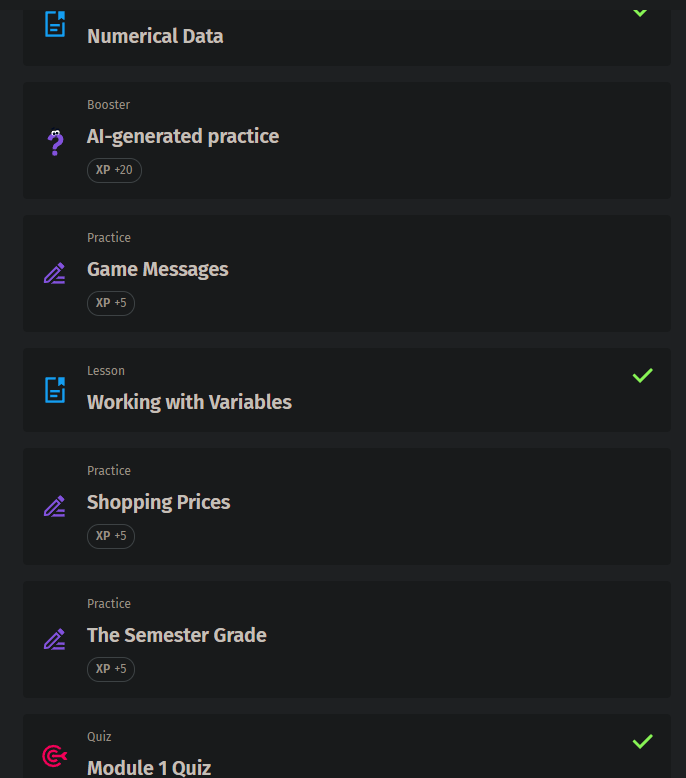 Numerical Data
Booster
AI-generated practice
XP +20
Practice
Game Messages
XP +5
Lesson
Working with Variables
Practice
Shopping Prices
XP +5
Practice
The Semester Grade
XP +5
Quiz
Module 1 Quiz